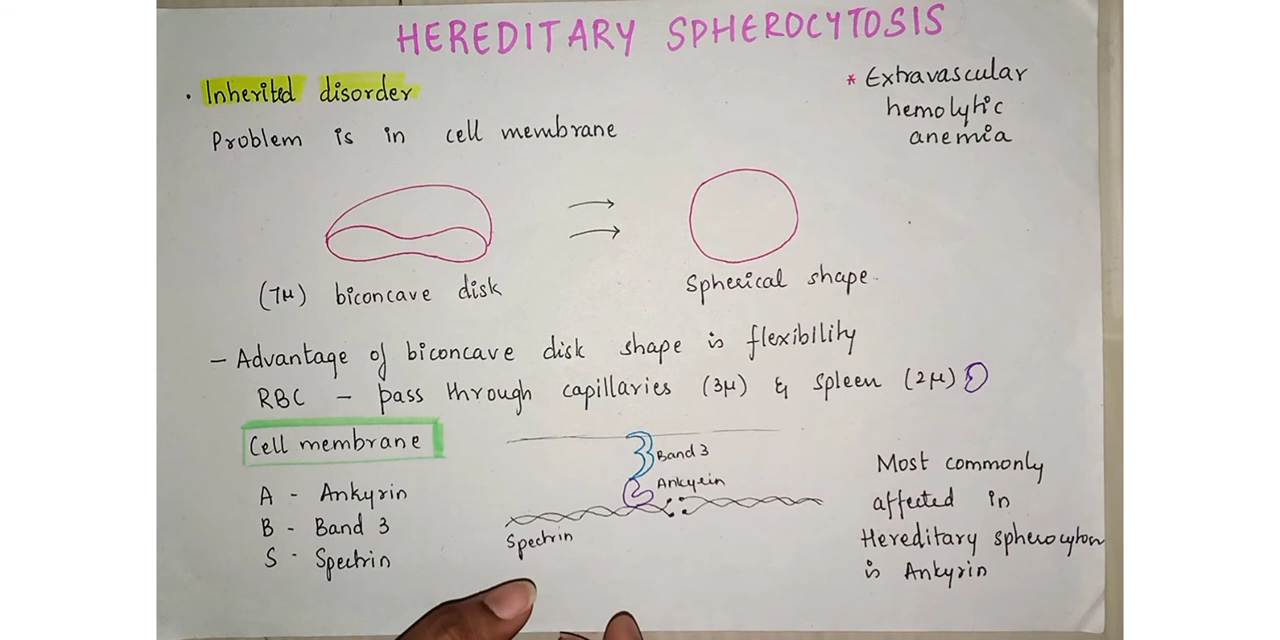 HEREDITARY SPHEROCYTOSIS
• Inherited disorder
Problem is in cell membrane
* Extravascular
hemolytic
anemia
(7μ) biconcave disk
Spherical shape
- Advantage of biconcave disk shape is flexibility
RBC - pass through capillaries (3μ) & spleen (2μ)
Cell membrane
A - Ankyrin
B - Band 3
S - Spectrin
Band 3
Ankyrin
Spectrin
Most commonly
affected in
Hereditary
is Ankyrin